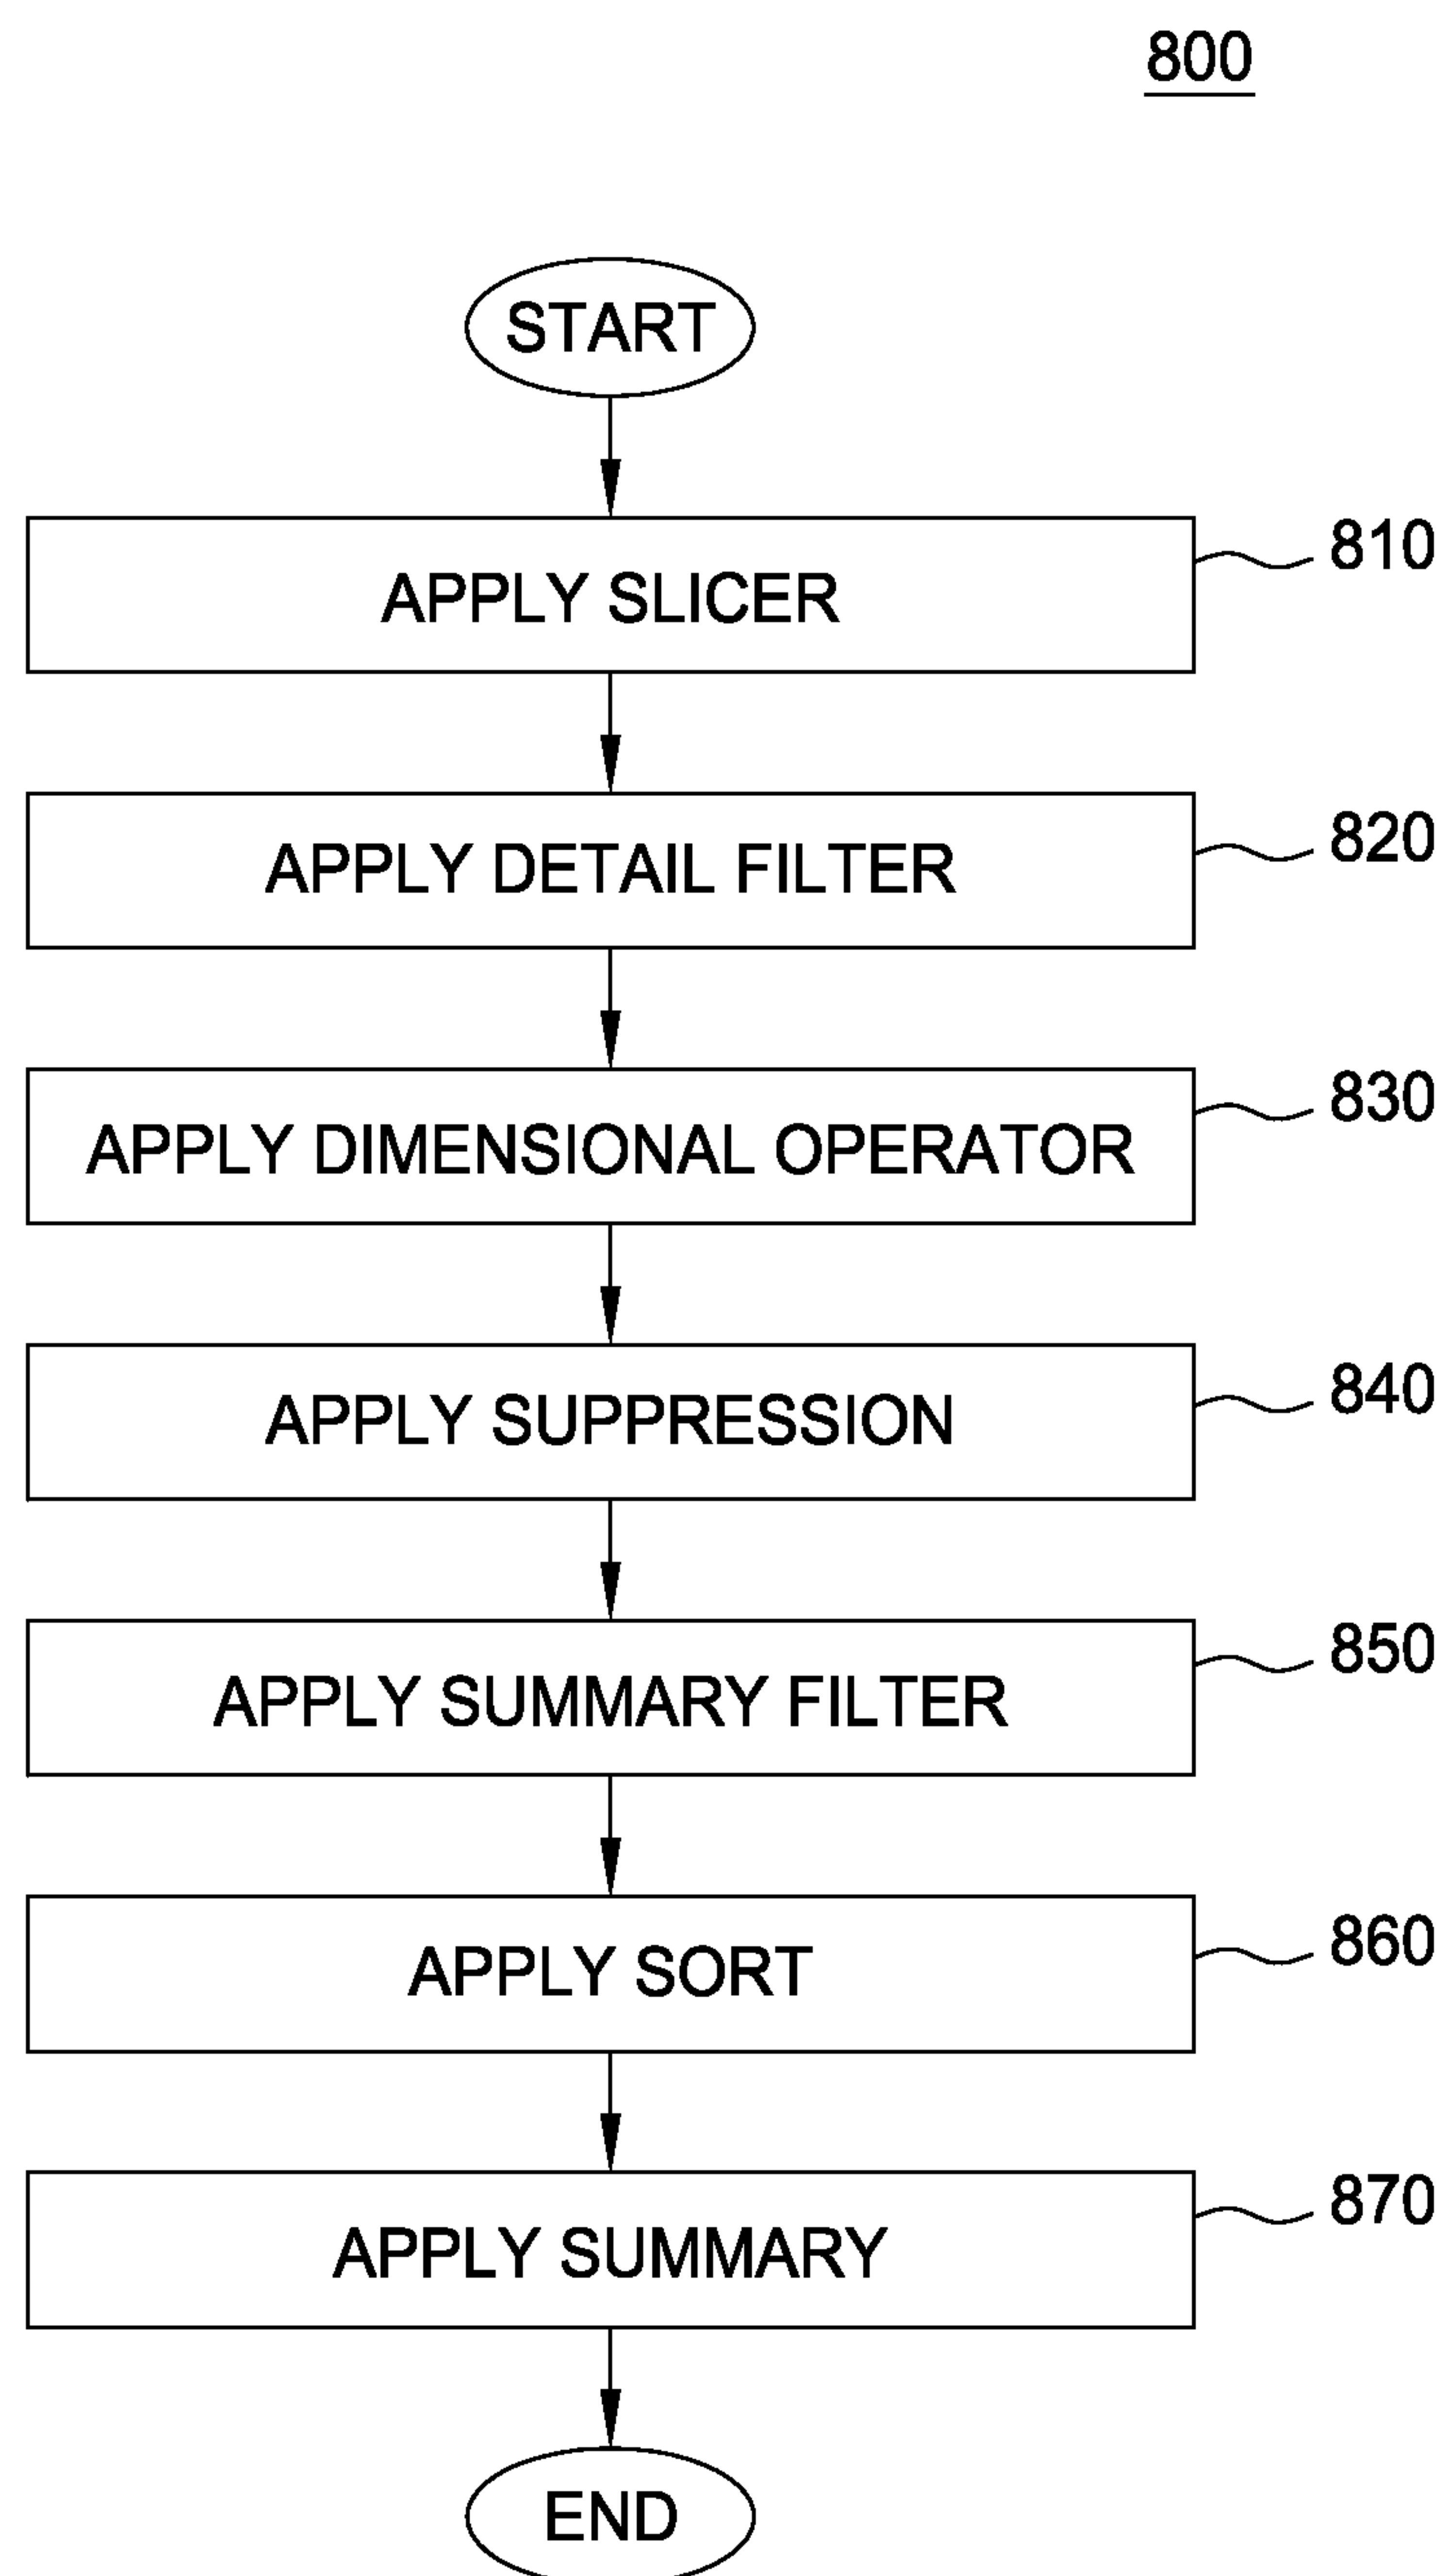 800
START
APPLY SLICER
810
APPLY DETAIL FILTER
820
APPLY DIMENSIONAL OPERATOR
830
APPLY SUPPRESSION
840
APPLY SUMMARY FILTER
850
APPLY SORT
860
APPLY SUMMARY
870
END